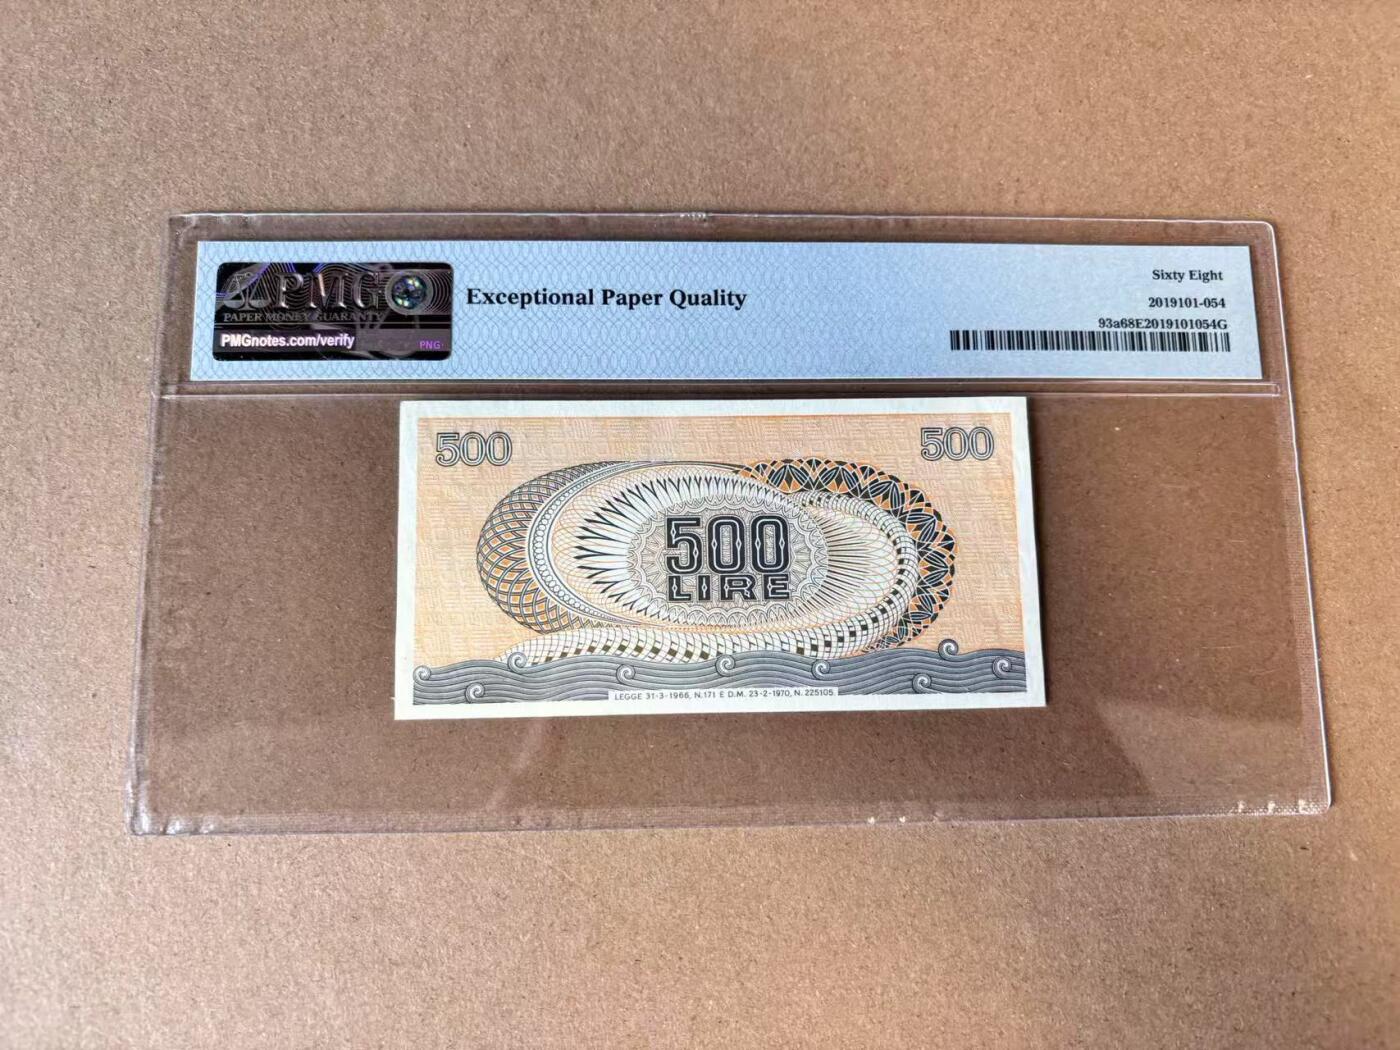 PMG
PAPER MONEY GUARANTY
PMGnotes.com/verify
PNG
Exceptional Paper Quality
Sixty Eight
2019101-054
93a68E2019101054G
500
500
500
LIRE
LEGGE 31-3-1966, N.171 E D.M. 23-2-1970, N. 225105